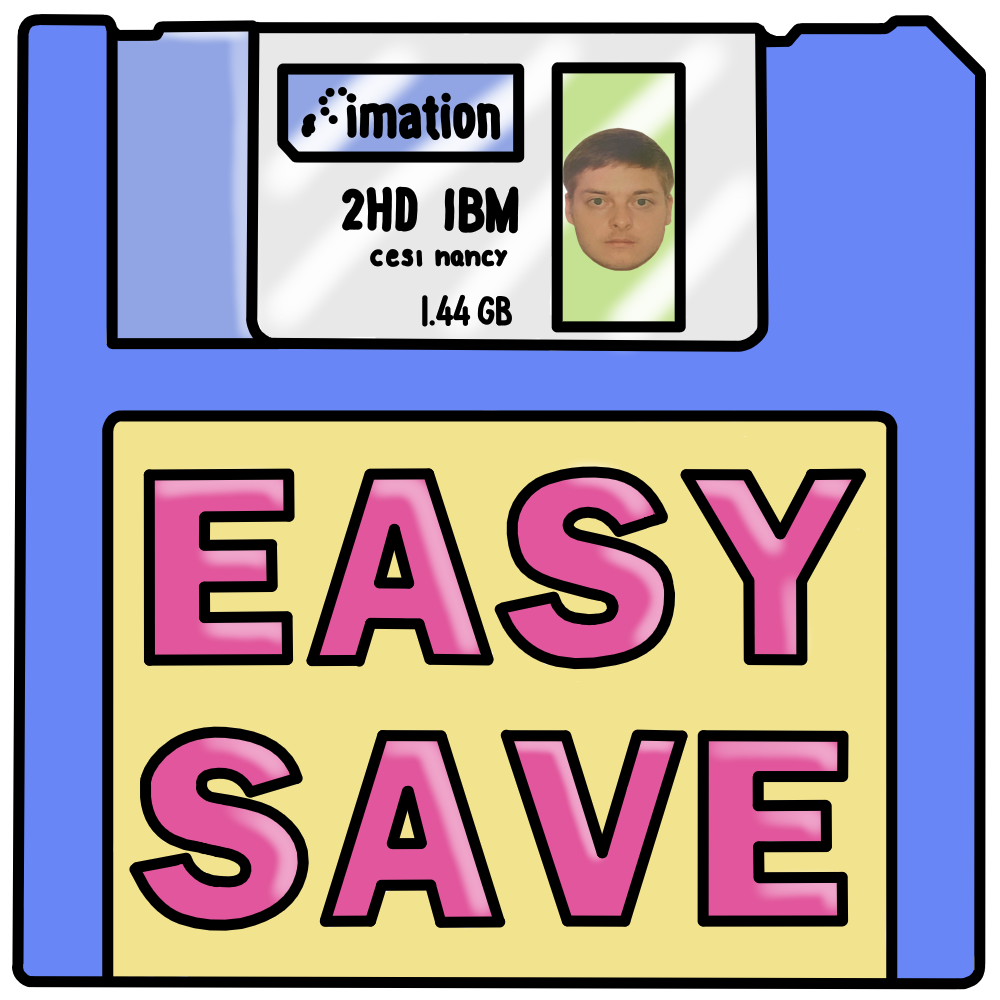 imation
2HD IBM
cesi nancy
1.44 GB
EASY
SAVE